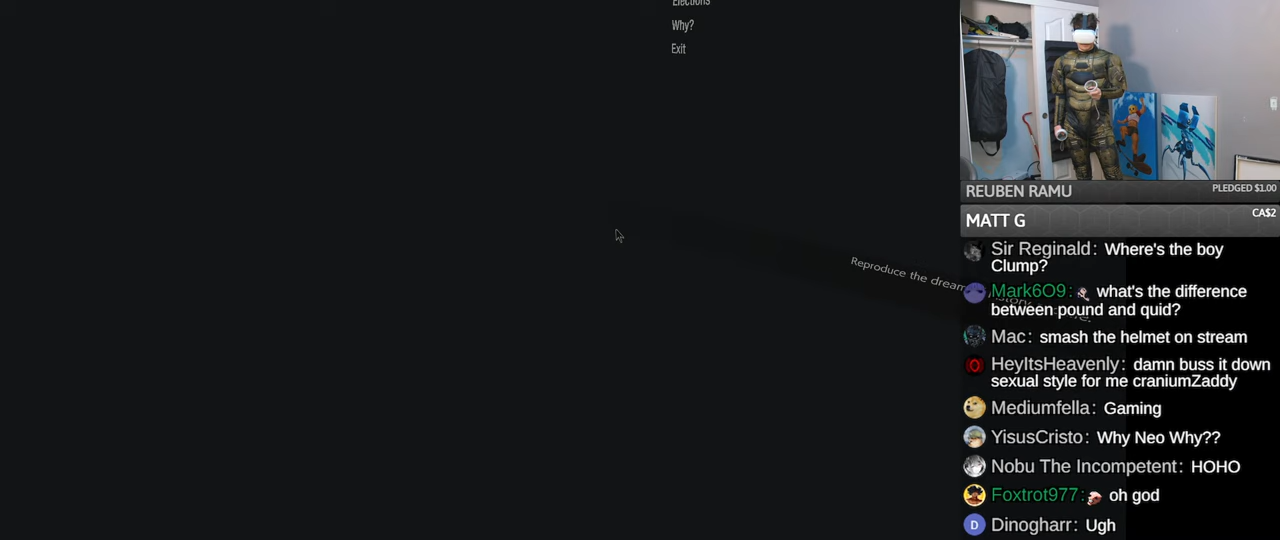 Elections
Why?
Exit
Reproduce the dream
REUBEN RAMU
PLEDGED $1.00
MATT G
CA$2
Sir Reginald: Where's the boy
Clump?
Mark6O9: what's the difference
between pound and quid?
Mac: smash the helmet on stream
HeyItsHeavenly: damn buss it down
sexual style for me craniumZaddy
Mediumfella: Gaming
YisusCristo: Why Neo Why??
Nobu The Incompetent: HOHO
Foxtrot977: oh god
D
Dinogharr: Ugh